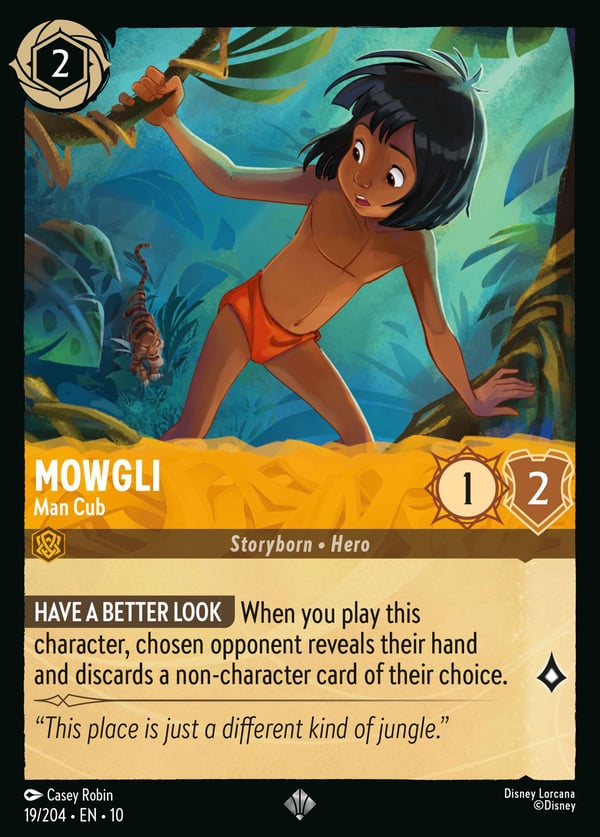 2
MOWGLI
Man Cub
1
2
Storyborn • Hero
HAVE A BETTER LOOK When you play this
character, chosen opponent reveals their hand
and discards a non-character card of their choice.
“This place is just a different kind of jungle.”
Casey Robin
19/204 • EN • 10
Disney Lorcana
©Disney